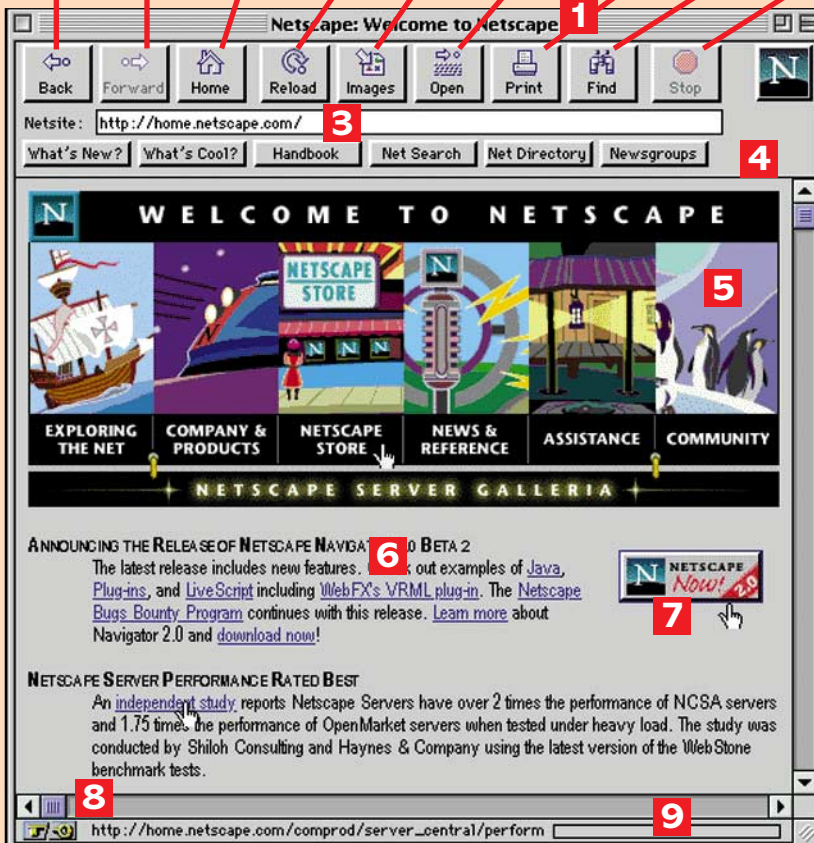 Netscape: Welcome to Netscape
1
Back Forward Home Reload Images Open Print Find Stop N
Netsite: http://home.netscape.com/
3
What's New? What's Cool? Handbook Net Search Net Directory Newsgroups
4
N WELCOME TO NETSCAPE
NETSCAPE
STORE
N
N N N
5
EXPLORING THE NET
COMPANY & PRODUCTS
NETSCAPE STORE
NEWS & REFERENCE
ASSISTANCE
COMMUNITY
NETSCAPE SERVER GALLERIA
ANNOUNCING THE RELEASE OF NETSCAPE 0 BETA 2
6
The latest release includes new features. out examples of Java,
Plug-ins, and LiveScript including WebFX's VRML plug-in. The Netscape
Bugs Bounty Program continues with this release. Learn more about
Navigator 2.0 and download now!
N NETSCAPE
Now! 2.0
7
NETSCAPE SERVER PERFORMANCE RATED BEST
An independent study reports Netscape Servers have over 2 times the performance of NCSA servers
and 1.75 times the performance of OpenMarket servers when tested under heavy load. The study was
conducted by Shiloh Consulting and Haynes & Company using the latest version of the WebStone
benchmark tests.
8
http://home.netscape.com/comprod/server_central/perform
9